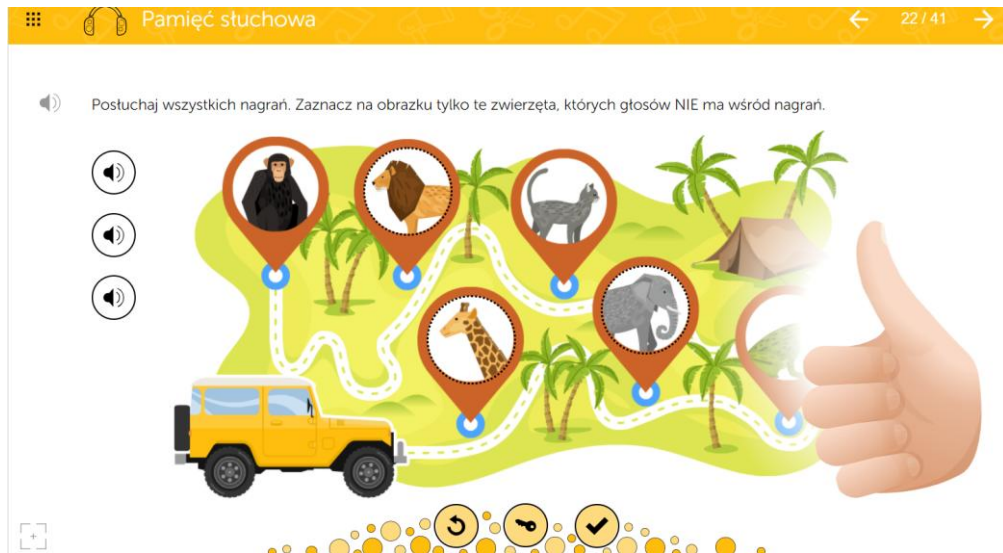 Pamięć słuchowa
22 / 41
Posłuchaj wszystkich nagrań. Zaznacz na obrazku tylko te zwierzęta, których głosów NIE ma wśród nagrań.